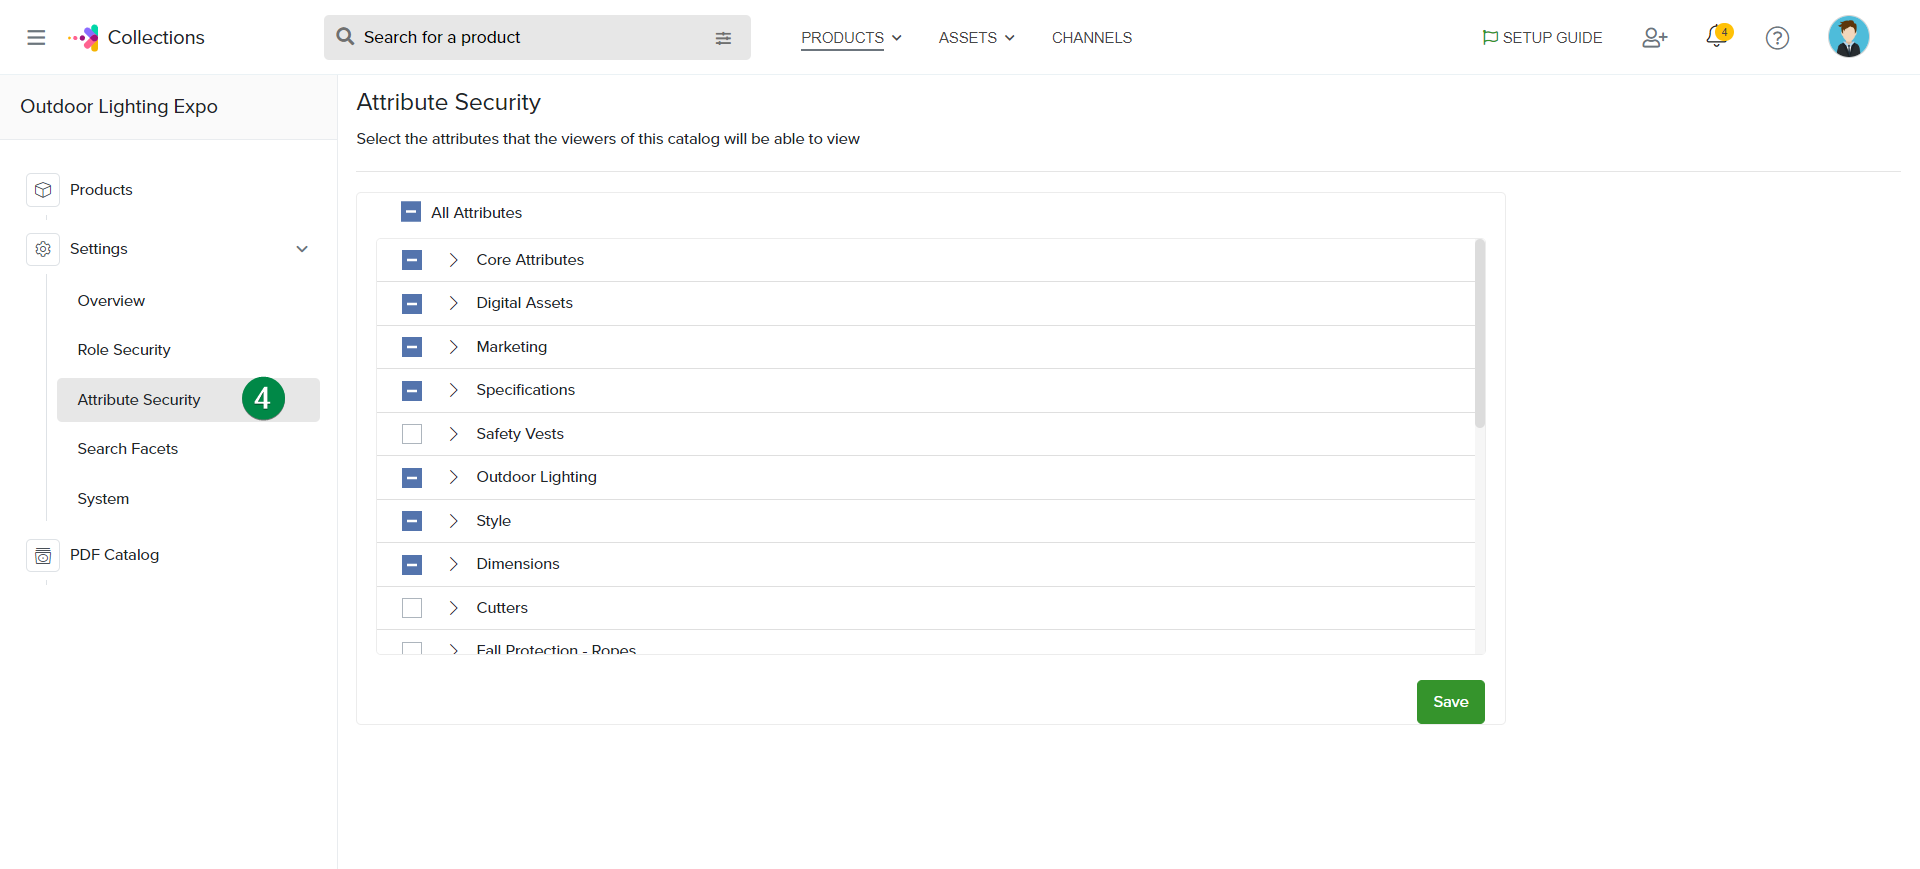 Collections
Search for a product
PRODUCTS
ASSETS
CHANNELS
SETUP GUIDE
4
Outdoor Lighting Expo
Products
Settings
Overview
Role Security
Attribute Security
4
Search Facets
System
PDF Catalog
Attribute Security
Select the attributes that the viewers of this catalog will be able to view
All Attributes
Core Attributes
Digital Assets
Marketing
Specifications
Safety Vests
Outdoor Lighting
Style
Dimensions
Cutters
Fall Protection - Ropes
Save